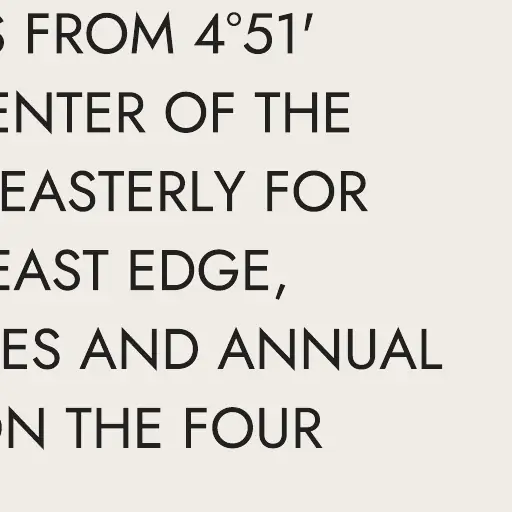 S FROM 4°51′
ENTER OF THE
EASTERLY FOR
EAST EDGE,
ES AND ANNUAL
ON THE FOUR